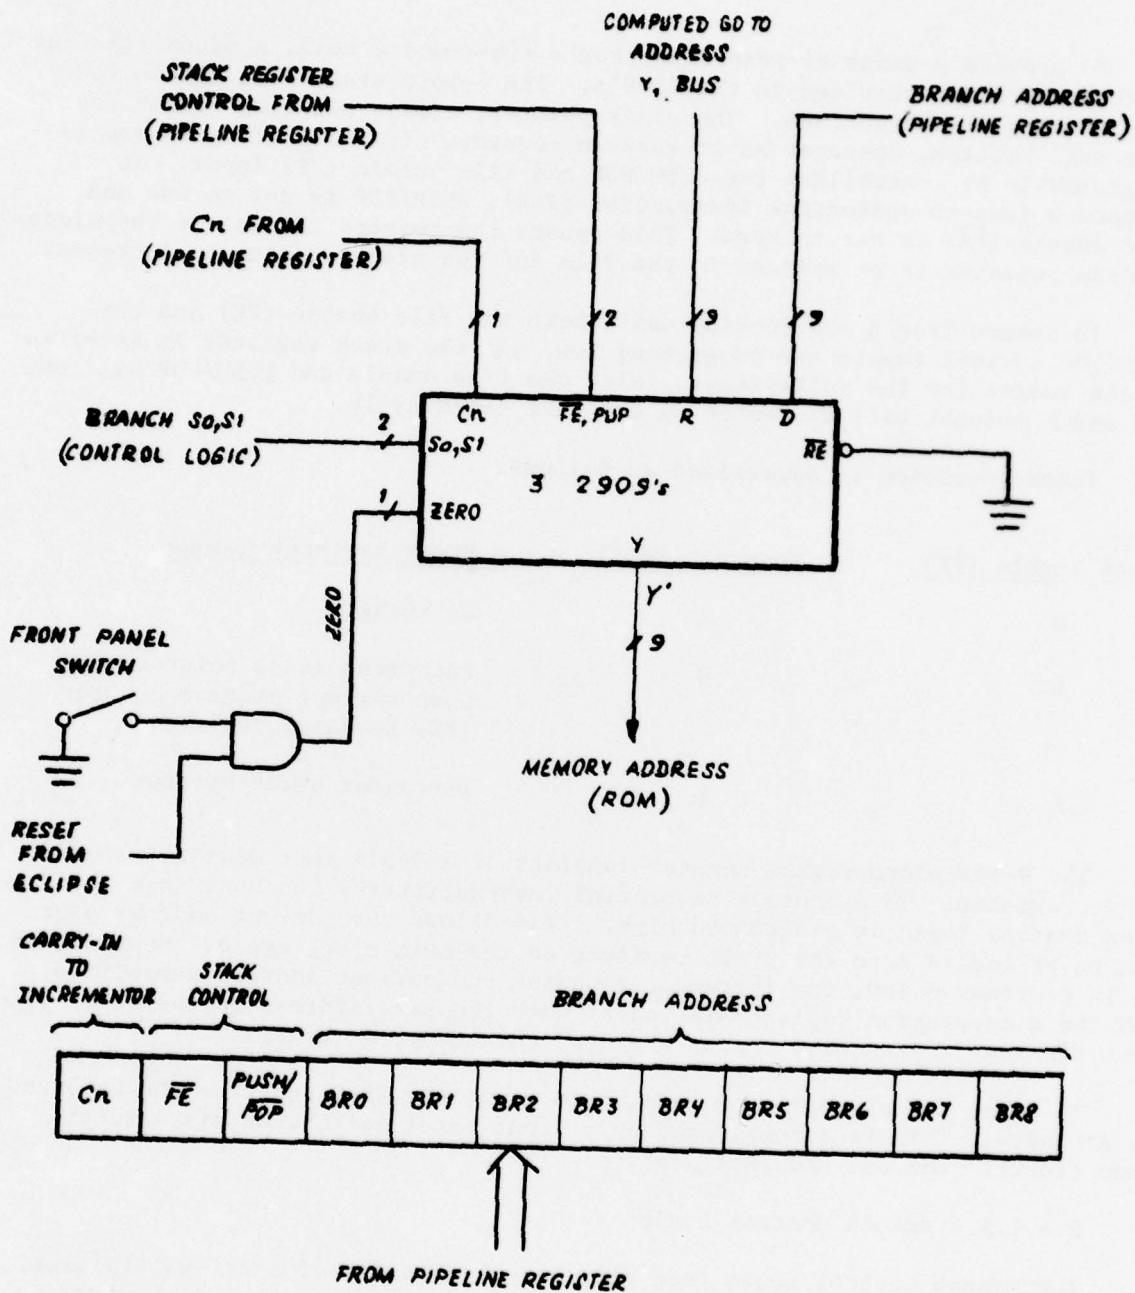 COMPUTED GO TO
ADDRESS
Y, BUS
STACK REGISTER
CONTROL FROM
(PIPELINE REGISTER)
BRANCH ADDRESS
(PIPELINE REGISTER)
Cn FROM
(PIPELINE REGISTER)
1
2
9
9
Cn
FE, PUP
R
D
BRANCH S0,S1
(CONTROL LOGIC)
2
S0,S1
RE
3 2909's
1
ZERO
Y
ZERO
Y'
9
FRONT PANEL
SWITCH
MEMORY ADDRESS
(ROM)
RESET
FROM
ECLIPSE
CARRY-IN
TO
INCREMENTOR
STACK
CONTROL
BRANCH ADDRESS
Cn
FE
PUSH/
POP
BR0
BR1
BR2
BR3
BR4
BR5
BR6
BR7
BR8
FROM PIPELINE REGISTER